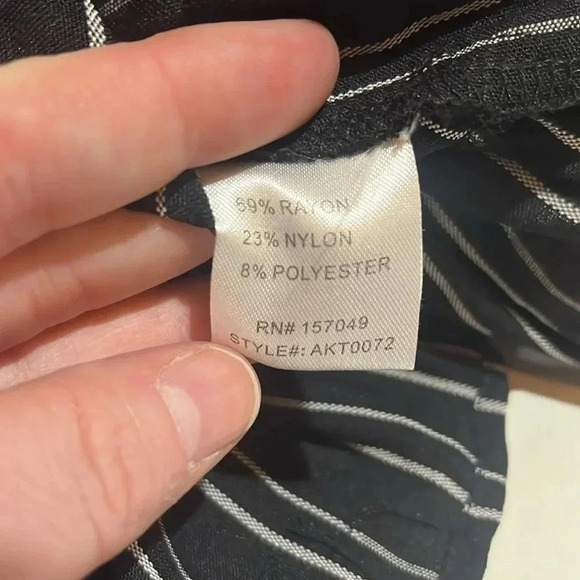 69% RAYON
23% NYLON
8% POLYESTER
RN# 157049
STYLE#: AKT0072